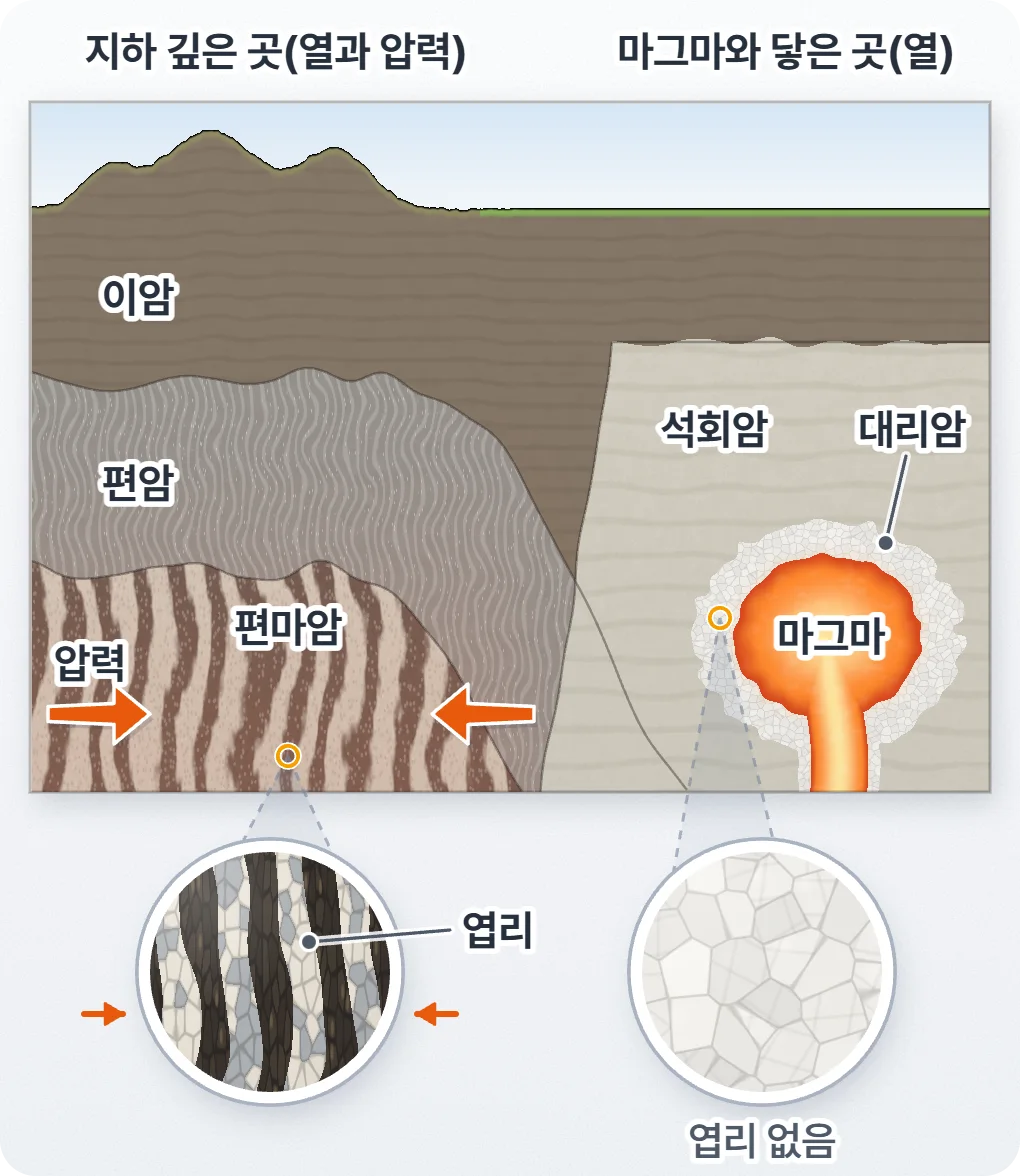 지하 깊은 곳(열과 압력)
마그마와 닿은 곳(열)
이암
석회암
대리암
편암
편마암
마그마
압력
엽리
엽리 없음